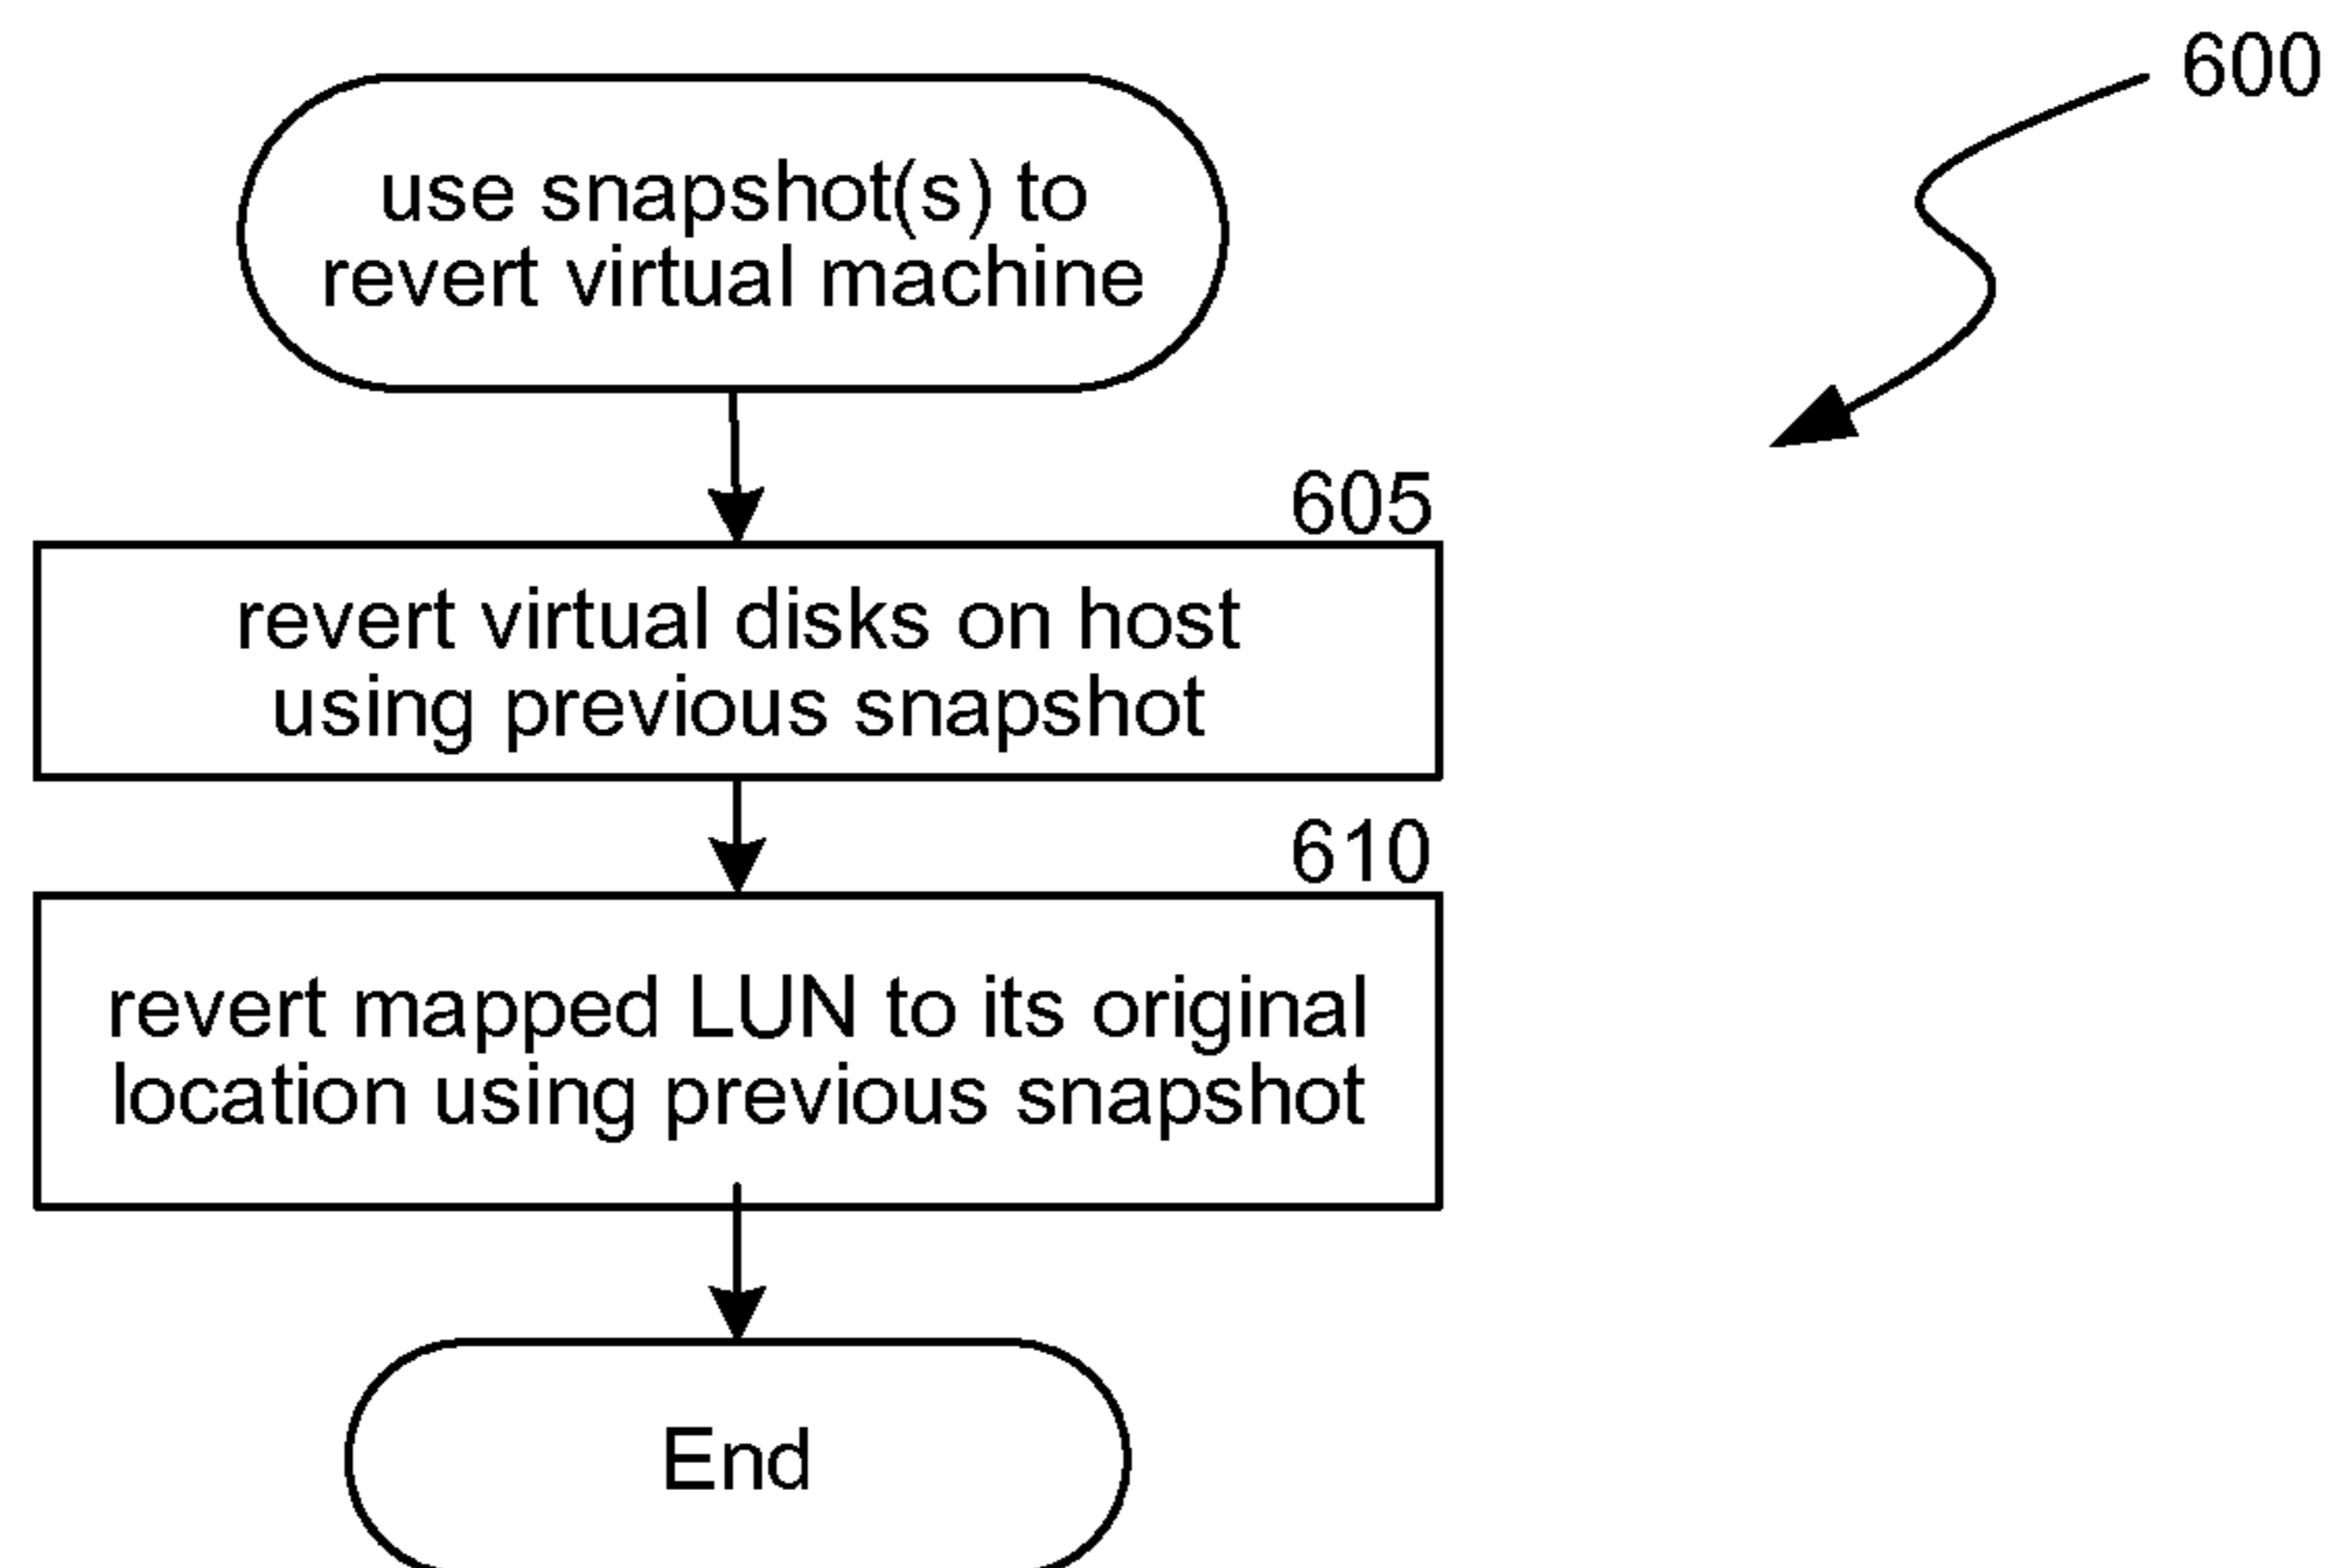 600
use snapshot(s) to
revert virtual machine
605
revert virtual disks on host
using previous snapshot
610
revert mapped LUN to its original
location using previous snapshot
End